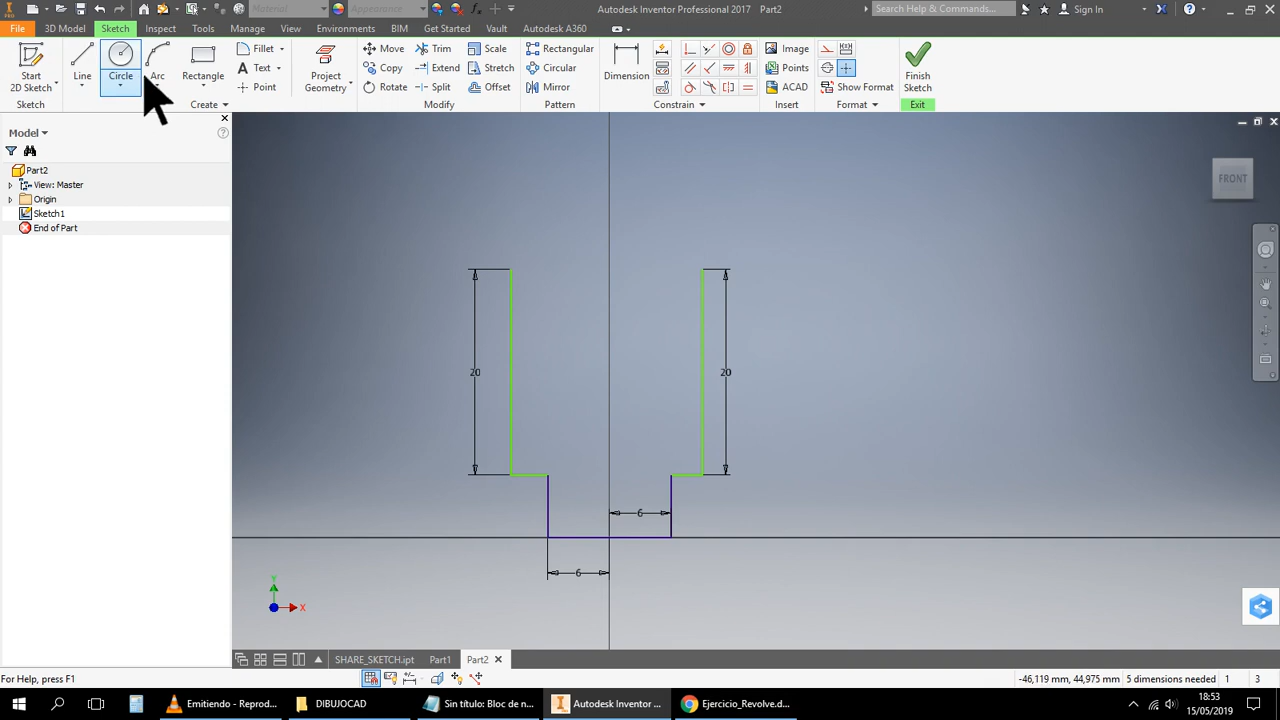 PRO
Material
Appearance
Autodesk Inventor Professional 2017 Part2
Search Help & Commands...
Sign In
File 3D Model Sketch Inspect Tools Manage View Environments BIM Get Started Vault Autodesk A360
Start 2D Sketch
Line
Circle
Arc
Rectangle
Fillet
Text
Point
Project Geometry
Move Trim Scale
Copy Extend Stretch
Rotate Split Offset
Rectangular
Circular
Mirror
Dimension
Image
Points
ACAD
Show Format
Finish Sketch
Sketch Create Modify Pattern Constrain Insert Format Exit
Model
Part2
View: Master
Origin
Sketch1
End of Part
FRONT
20
20
6
6
Y
X
SHARE_SKETCH.ipt Part1 Part2
For Help, press F1
-46,119 mm, 44,975 mm 5 dimensions needed 1 3
Emitiendo - Reprod...
DIBUJOCAD
Sin título: Bloc de n...
Autodesk Inventor ...
Ejercicio_Revolve.d...
18:53
15/05/2019